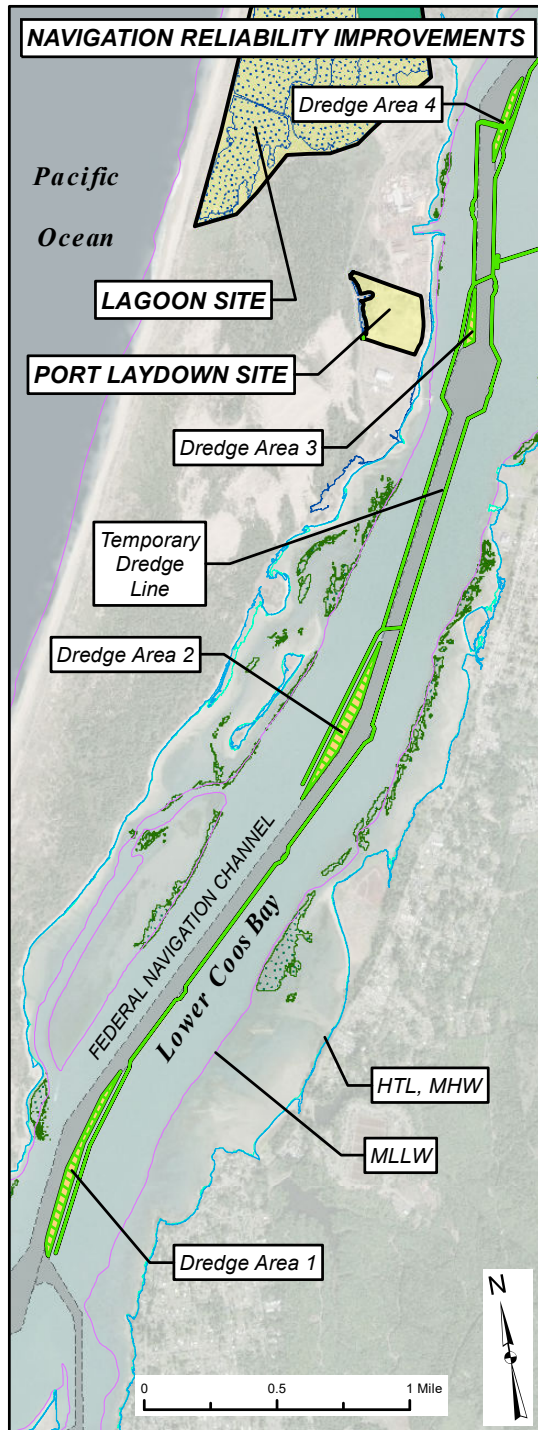 NAVIGATION RELIABILITY IMPROVEMENTS
Dredge Area 4
Pacific
Ocean
LAGOON SITE
PORT LAYDOWN SITE
Dredge Area 3
Temporary
Dredge
Line
Dredge Area 2
FEDERAL NAVIGATION CHANNEL
Lower Coos Bay
HTL, MHW
MLLW
Dredge Area 1
N
0 0.5 1 Mile